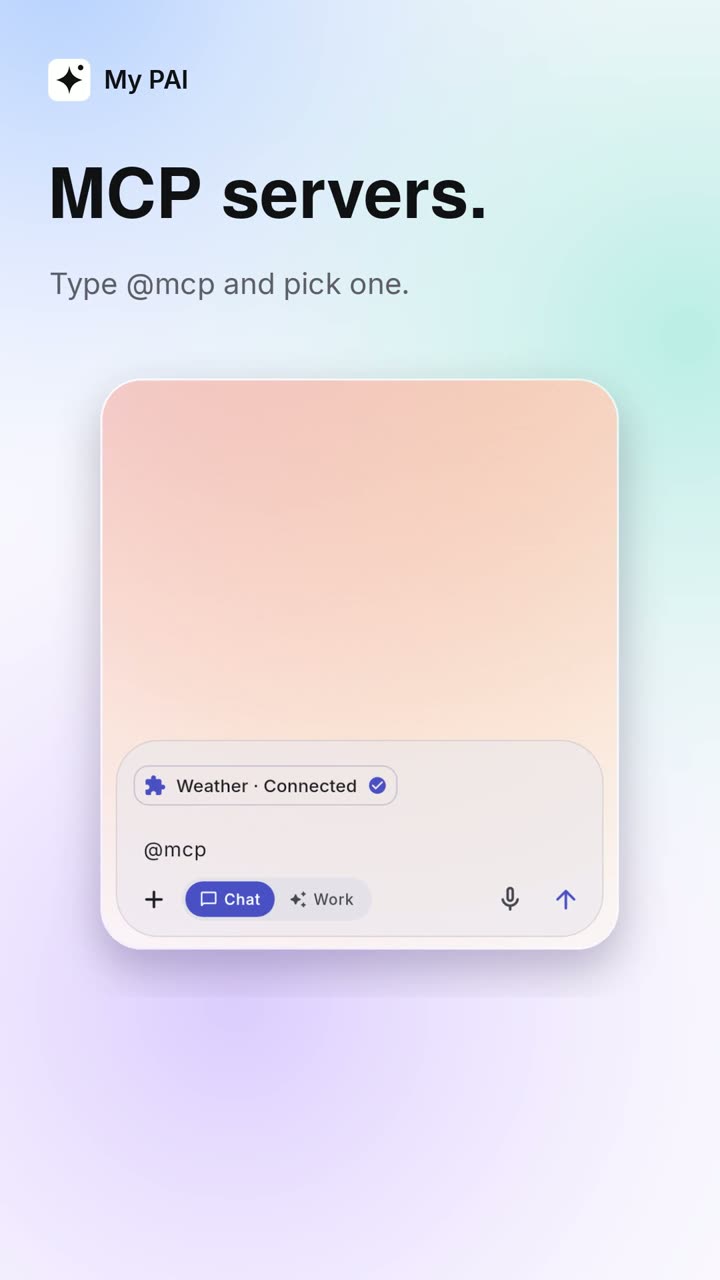 My PAI
MCP servers.
Type @mcp and pick one.
Weather · Connected
@mcp
Chat Work